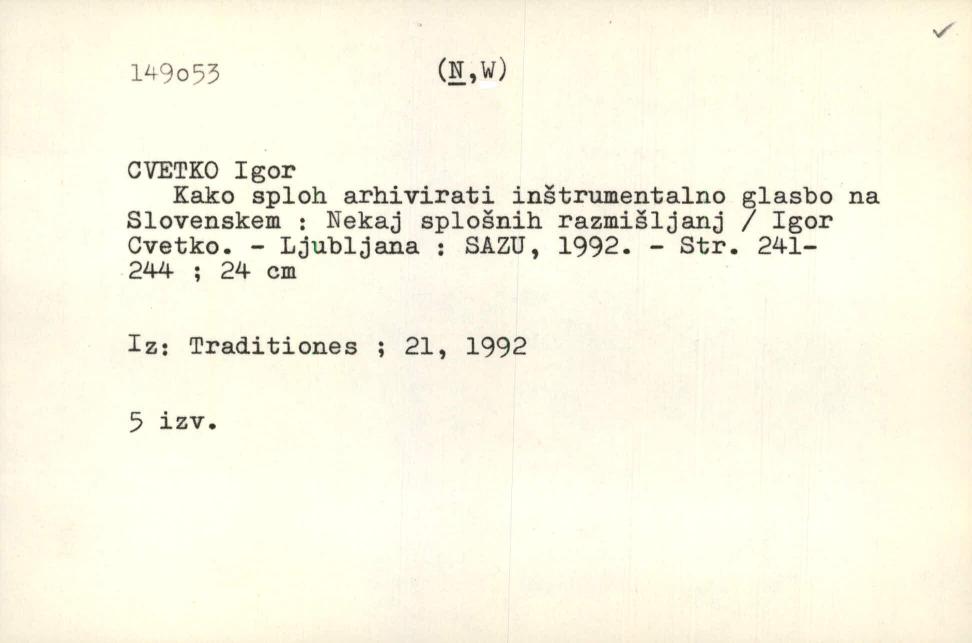 149o53 (N,W)
CVETKO Igor
Kako sploh arhivirati inštrumentalno glasbo na
Slovenskem : Nekaj splošnih razmišljanj / Igor
Cvetko. - Ljubljana : SAZU, 1992. - Str. 241-
244 ; 24 cm
Iz: Traditiones ; 21, 1992
5 izv.